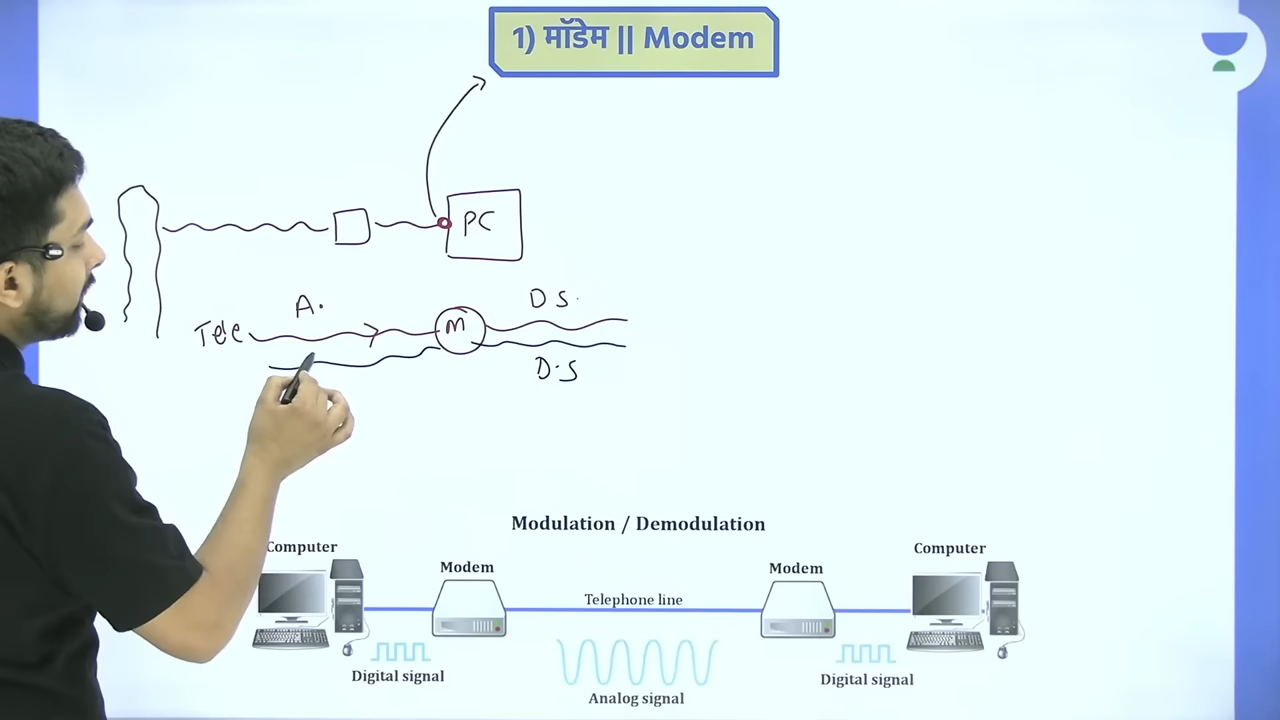 1) मॉडेम || Modem
PC
A.
D S.
Tele
M
D.S
Modulation / Demodulation
Computer
Modem
Telephone line
Modem
Computer
Digital signal
Analog signal
Digital signal